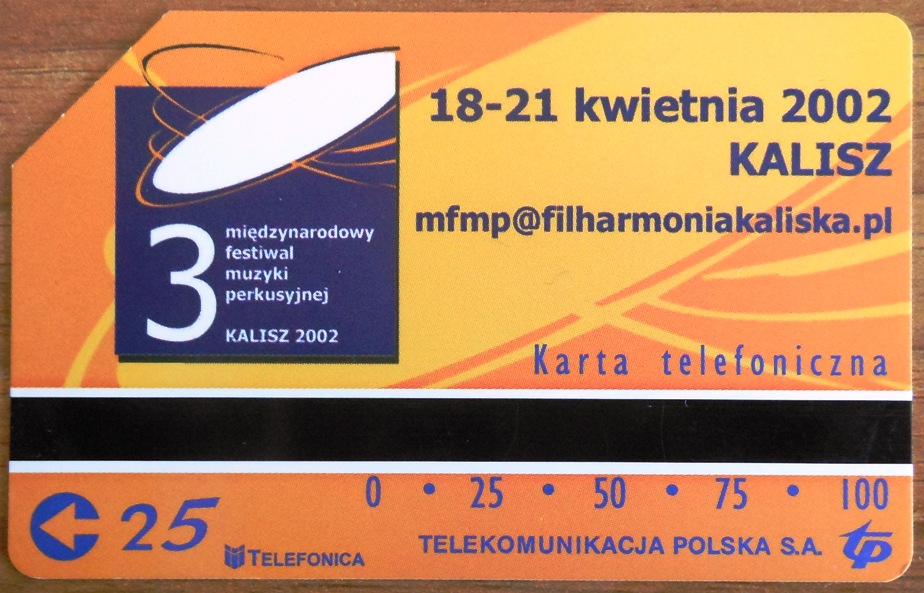 18-21 kwietnia 2002
KALISZ
mfmp@filharmoniakaliska.pl
3
międzynarodowy
festiwal
muzyki
perkusyjnej
KALISZ 2002
Karta telefoniczna
0 • 25 • 50 • 75 • 100
25
TELEFONICA
TELEKOMUNIKACJA POLSKA S.A.
tp